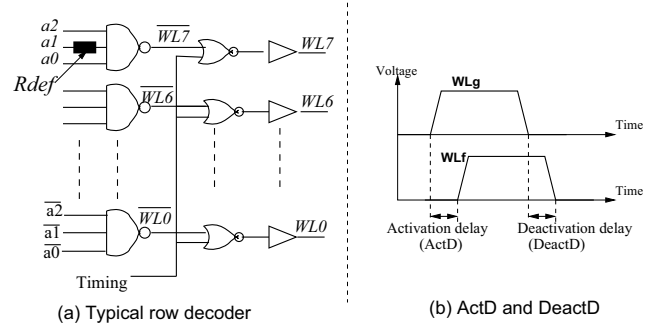 a2
a1
a0
Rdef
WL7
WL7
WL6
WL6
a2
a1
a0
WL0
WL0
Timing
(a) Typical row decoder
Voltage
WLg
Time
WLf
Time
Activation delay
(ActD)
Deactivation delay
(DeactD)
(b) ActD and DeactD